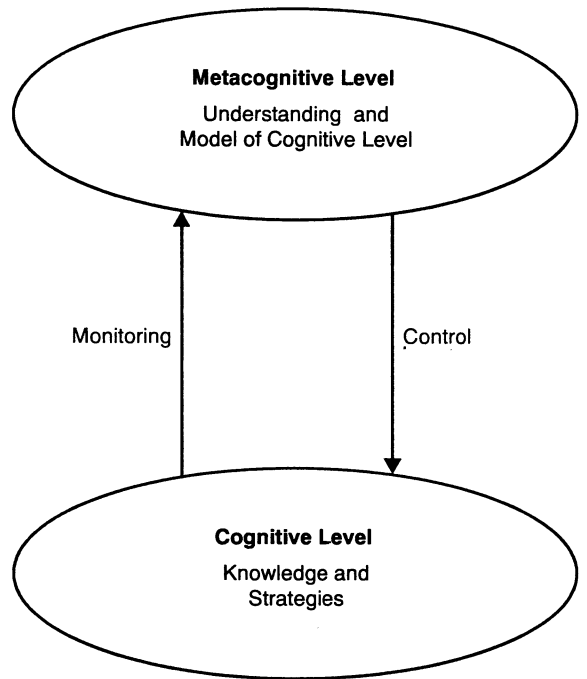 Metacognitive Level
Understanding and
Model of Cognitive Level
Monitoring
Control
Cognitive Level
Knowledge and
Strategies